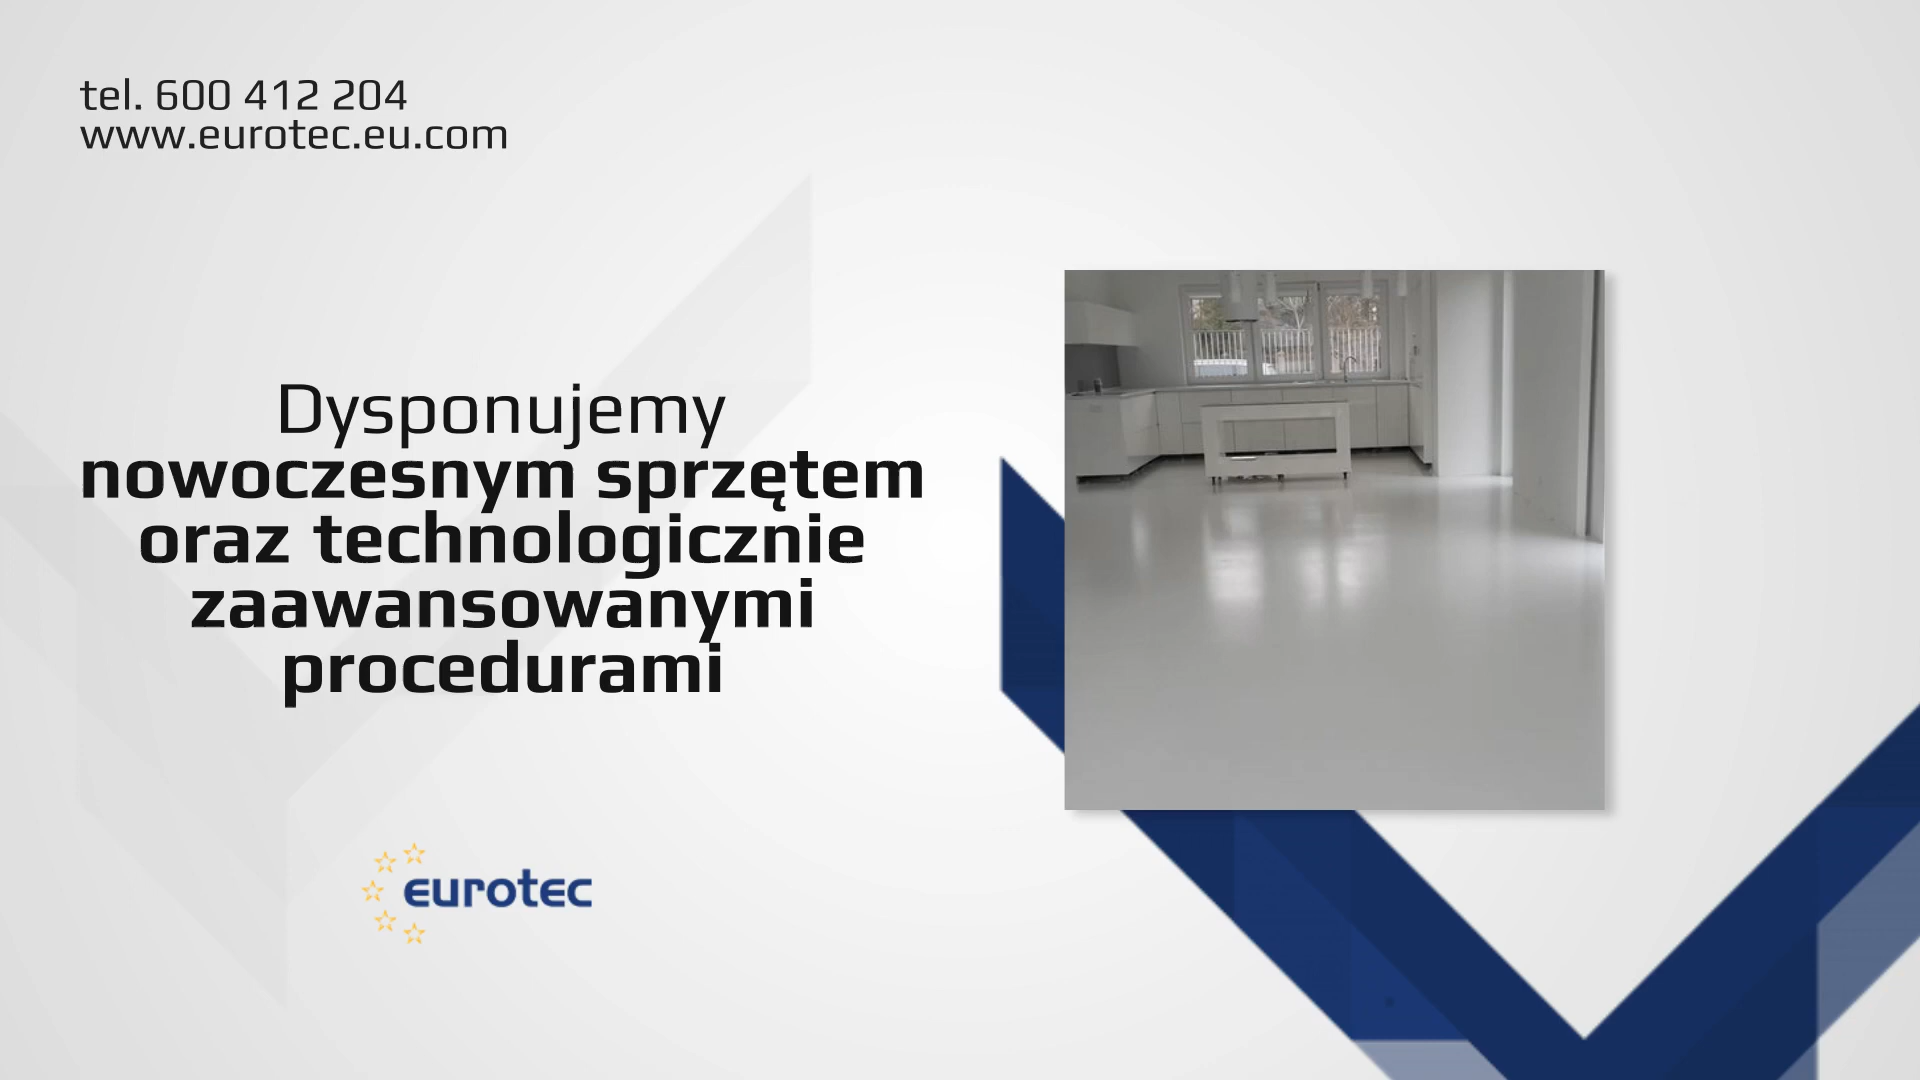 tel. 600 412 204
www.eurotec.eu.com
Dysponujemy
nowoczesnym sprzętem
oraz technologicznie
zaawansowanymi
procedurami
eurotec